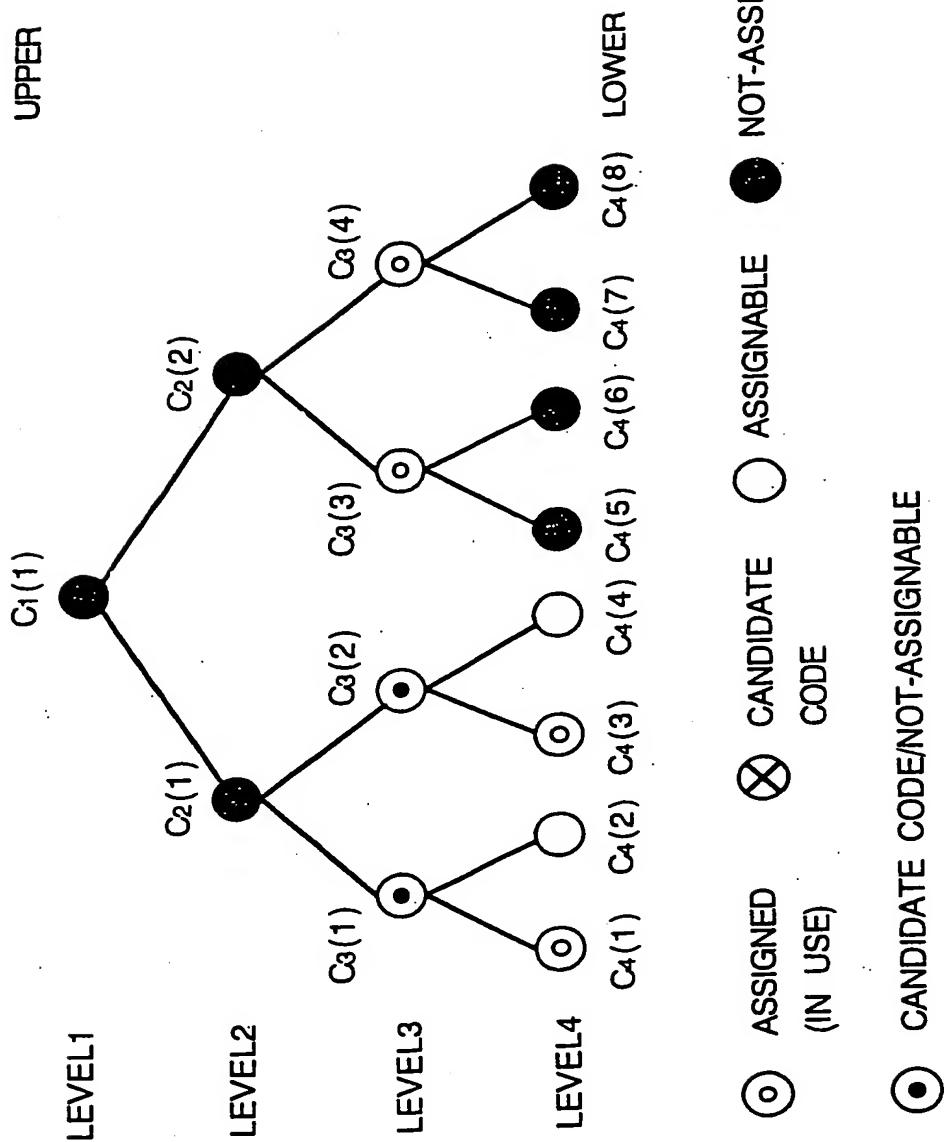 UPPER
C1(1)
LEVEL1
C2(1) C2(2)
LEVEL2
C3(1) C3(2) C3(3) C3(4)
LEVEL3
LEVEL4
C4(1) C4(2) C4(3) C4(4) C4(5) C4(6) C4(7) C4(8) LOWER
ASSIGNED (IN USE)
CANDIDATE CODE
ASSIGNABLE
NOT-ASSI
CANDIDATE CODE/NOT-ASSIGNABLE